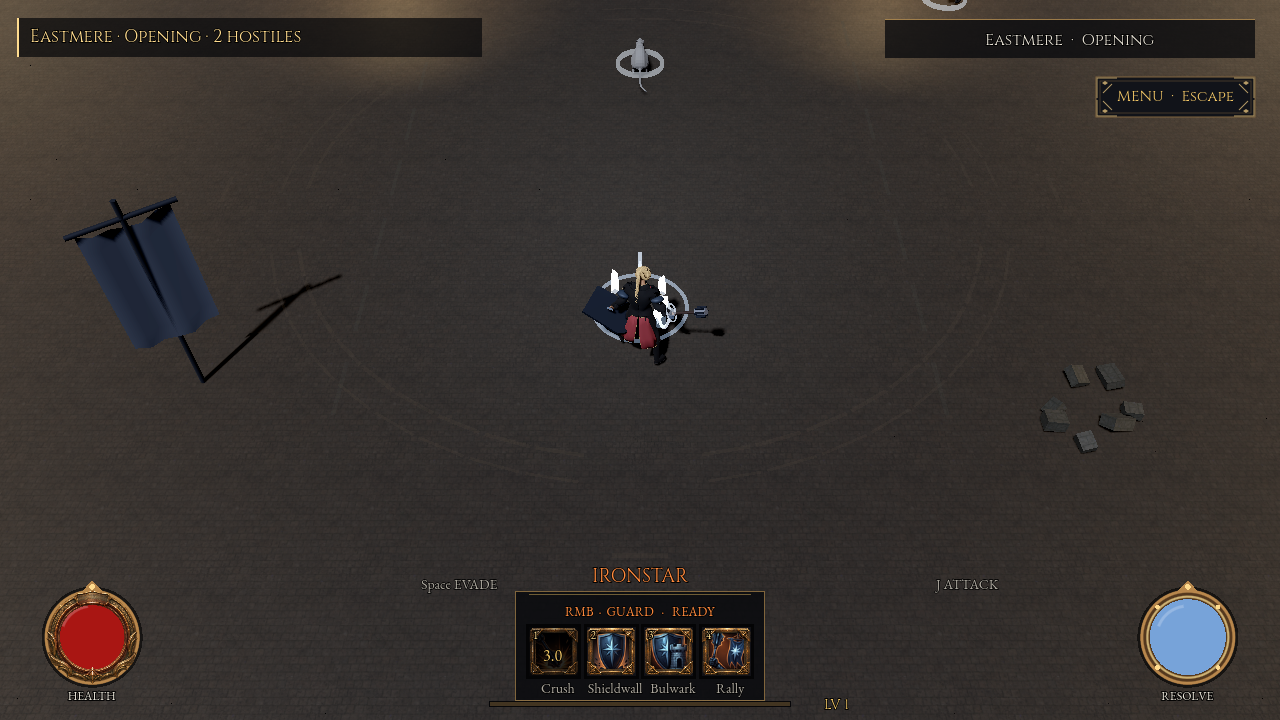 Eastmere · Opening · 2 hostiles
Eastmere · Opening
MENU · Escape
Space EVADE
IRONSTAR
J ATTACK
RMB · GUARD · READY
1 2 3 4
3.0
Crush Shieldwall Bulwark Rally
HEALTH
RESOLVE
LV 1